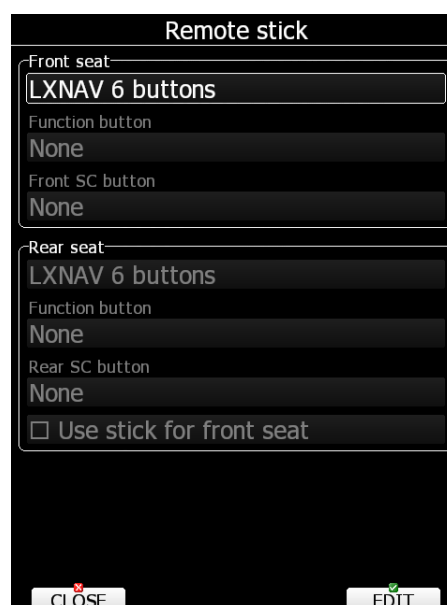 Remote stick
Front seat
LXNAV 6 buttons
Function button
None
Front SC button
None
Rear seat
LXNAV 6 buttons
Function button
None
Rear SC button
None
Use stick for front seat
CLOSE
EDIT